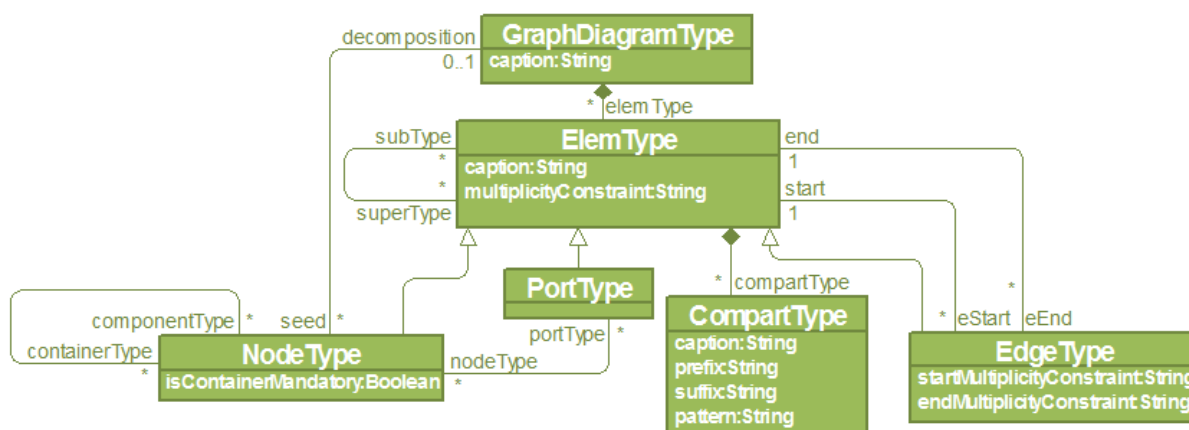 decomposition
0..1
GraphDiagramType
caption:String
* elemType
subType
*
*
superType
ElemType
caption:String
multiplicityConstraint:String
end
1
start
1
componentType *
containerType
*
seed *
NodeType
isContainerMandatory:Boolean
nodeType
*
PortType
portType *
* compartType
CompartType
caption:String
prefix:String
suffix:String
pattern:String
*
* eStart eEnd
EdgeType
startMultiplicityConstraint:String
endMultiplicityConstraint:String